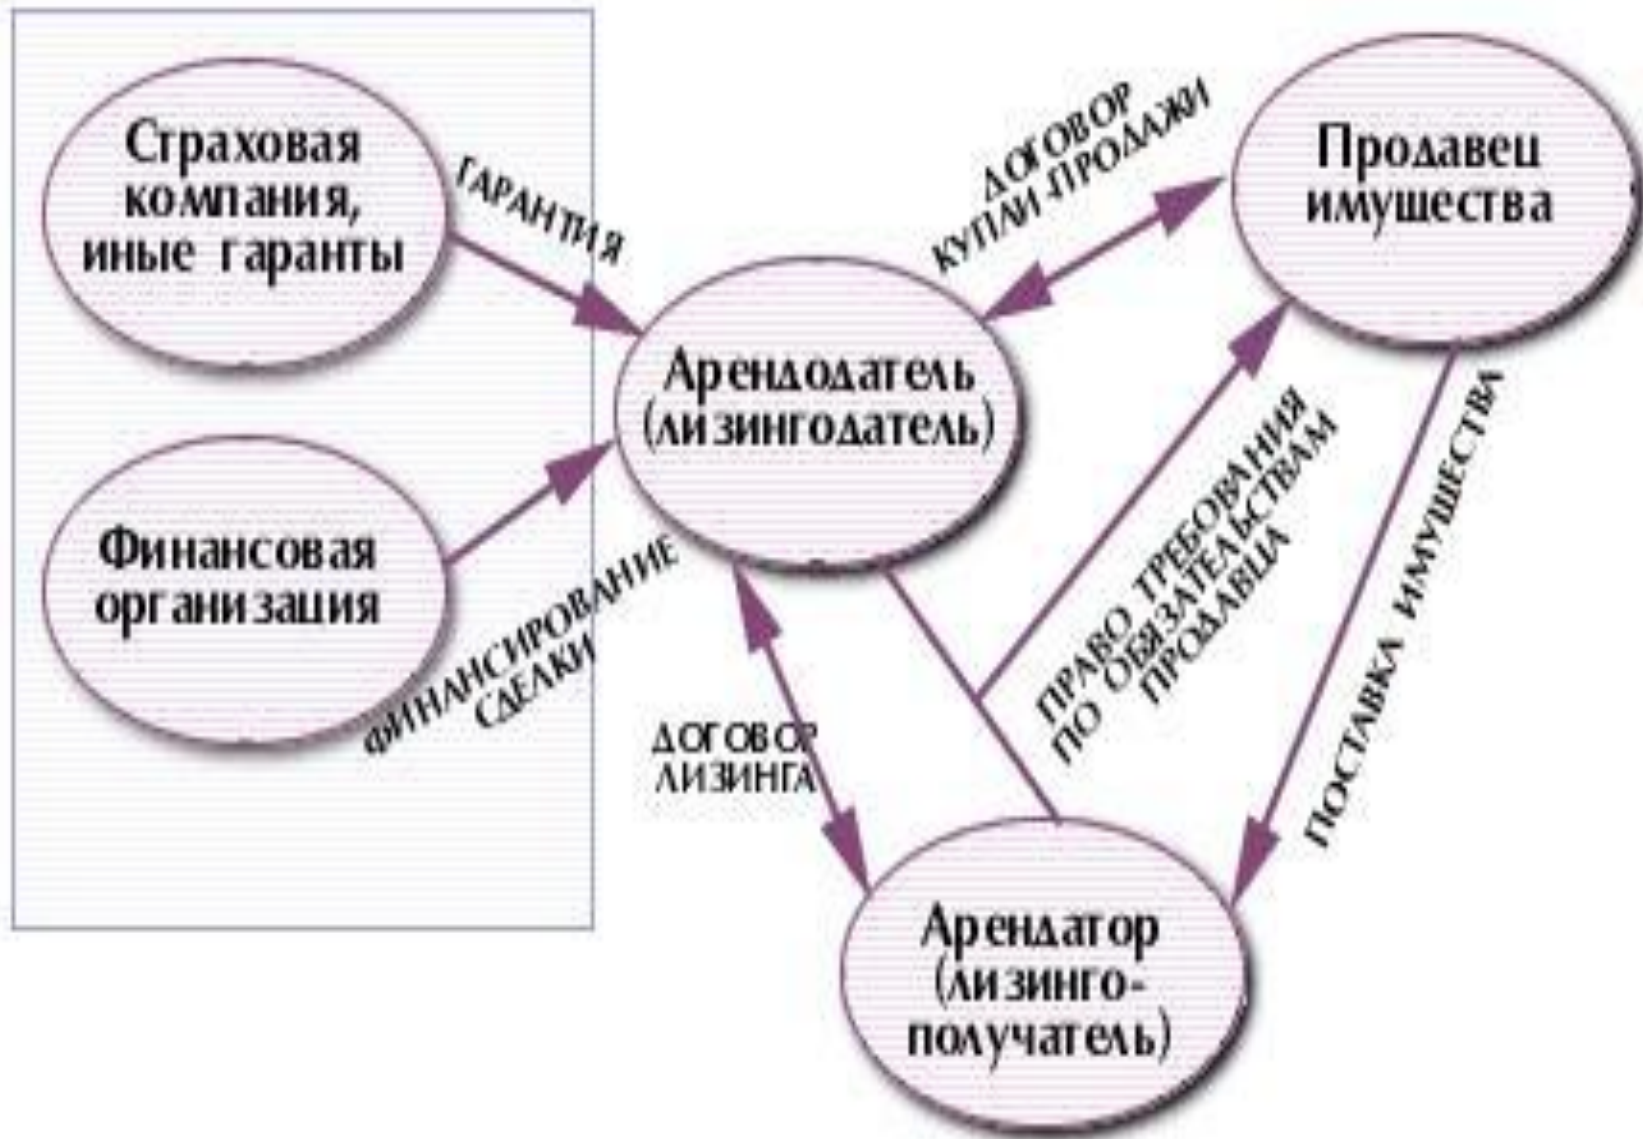 Страховая
компания,
иные гаранты
ГАРАНТИЯ
ДОГОВОР
КУПЛИ-ПРОДАЖИ
Продавец
имущества
Арендодатель
(лизингодатель)
Финансовая
организация
ФИНАНСИРОВАНИЕ
СДЕЛКИ
ДОГОВОР
ЛИЗИНГА
ПРАВО ТРЕБОВАНИЯ
ПО ОБЯЗАТЕЛЬСТВАМ
ПРОДАВЦА
ПОСТАВКА ИМУЩЕСТВА
Арендатор
(лизинго-
получатель)